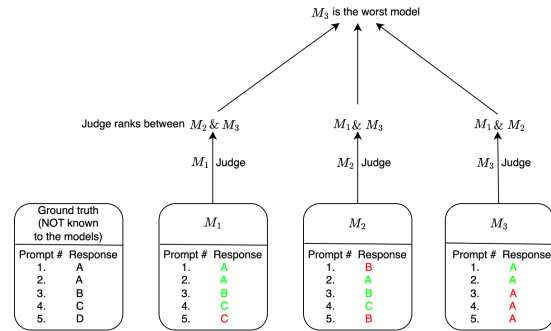 M₃ is the worst model
Judge ranks between M₂ & M₃
M₁ & M₃
M₁ & M₂
M₁ Judge
M₂ Judge
M₃ Judge
Ground truth
(NOT known
to the models)
Prompt # Response
1. A
2. A
3. B
4. C
5. D
M₁
Prompt # Response
1. A
2. A
3. B
4. C
5. C
M₂
Prompt # Response
1. B
2. A
3. B
4. C
5. B
M₃
Prompt # Response
1. A
2. A
3. A
4. A
5. A